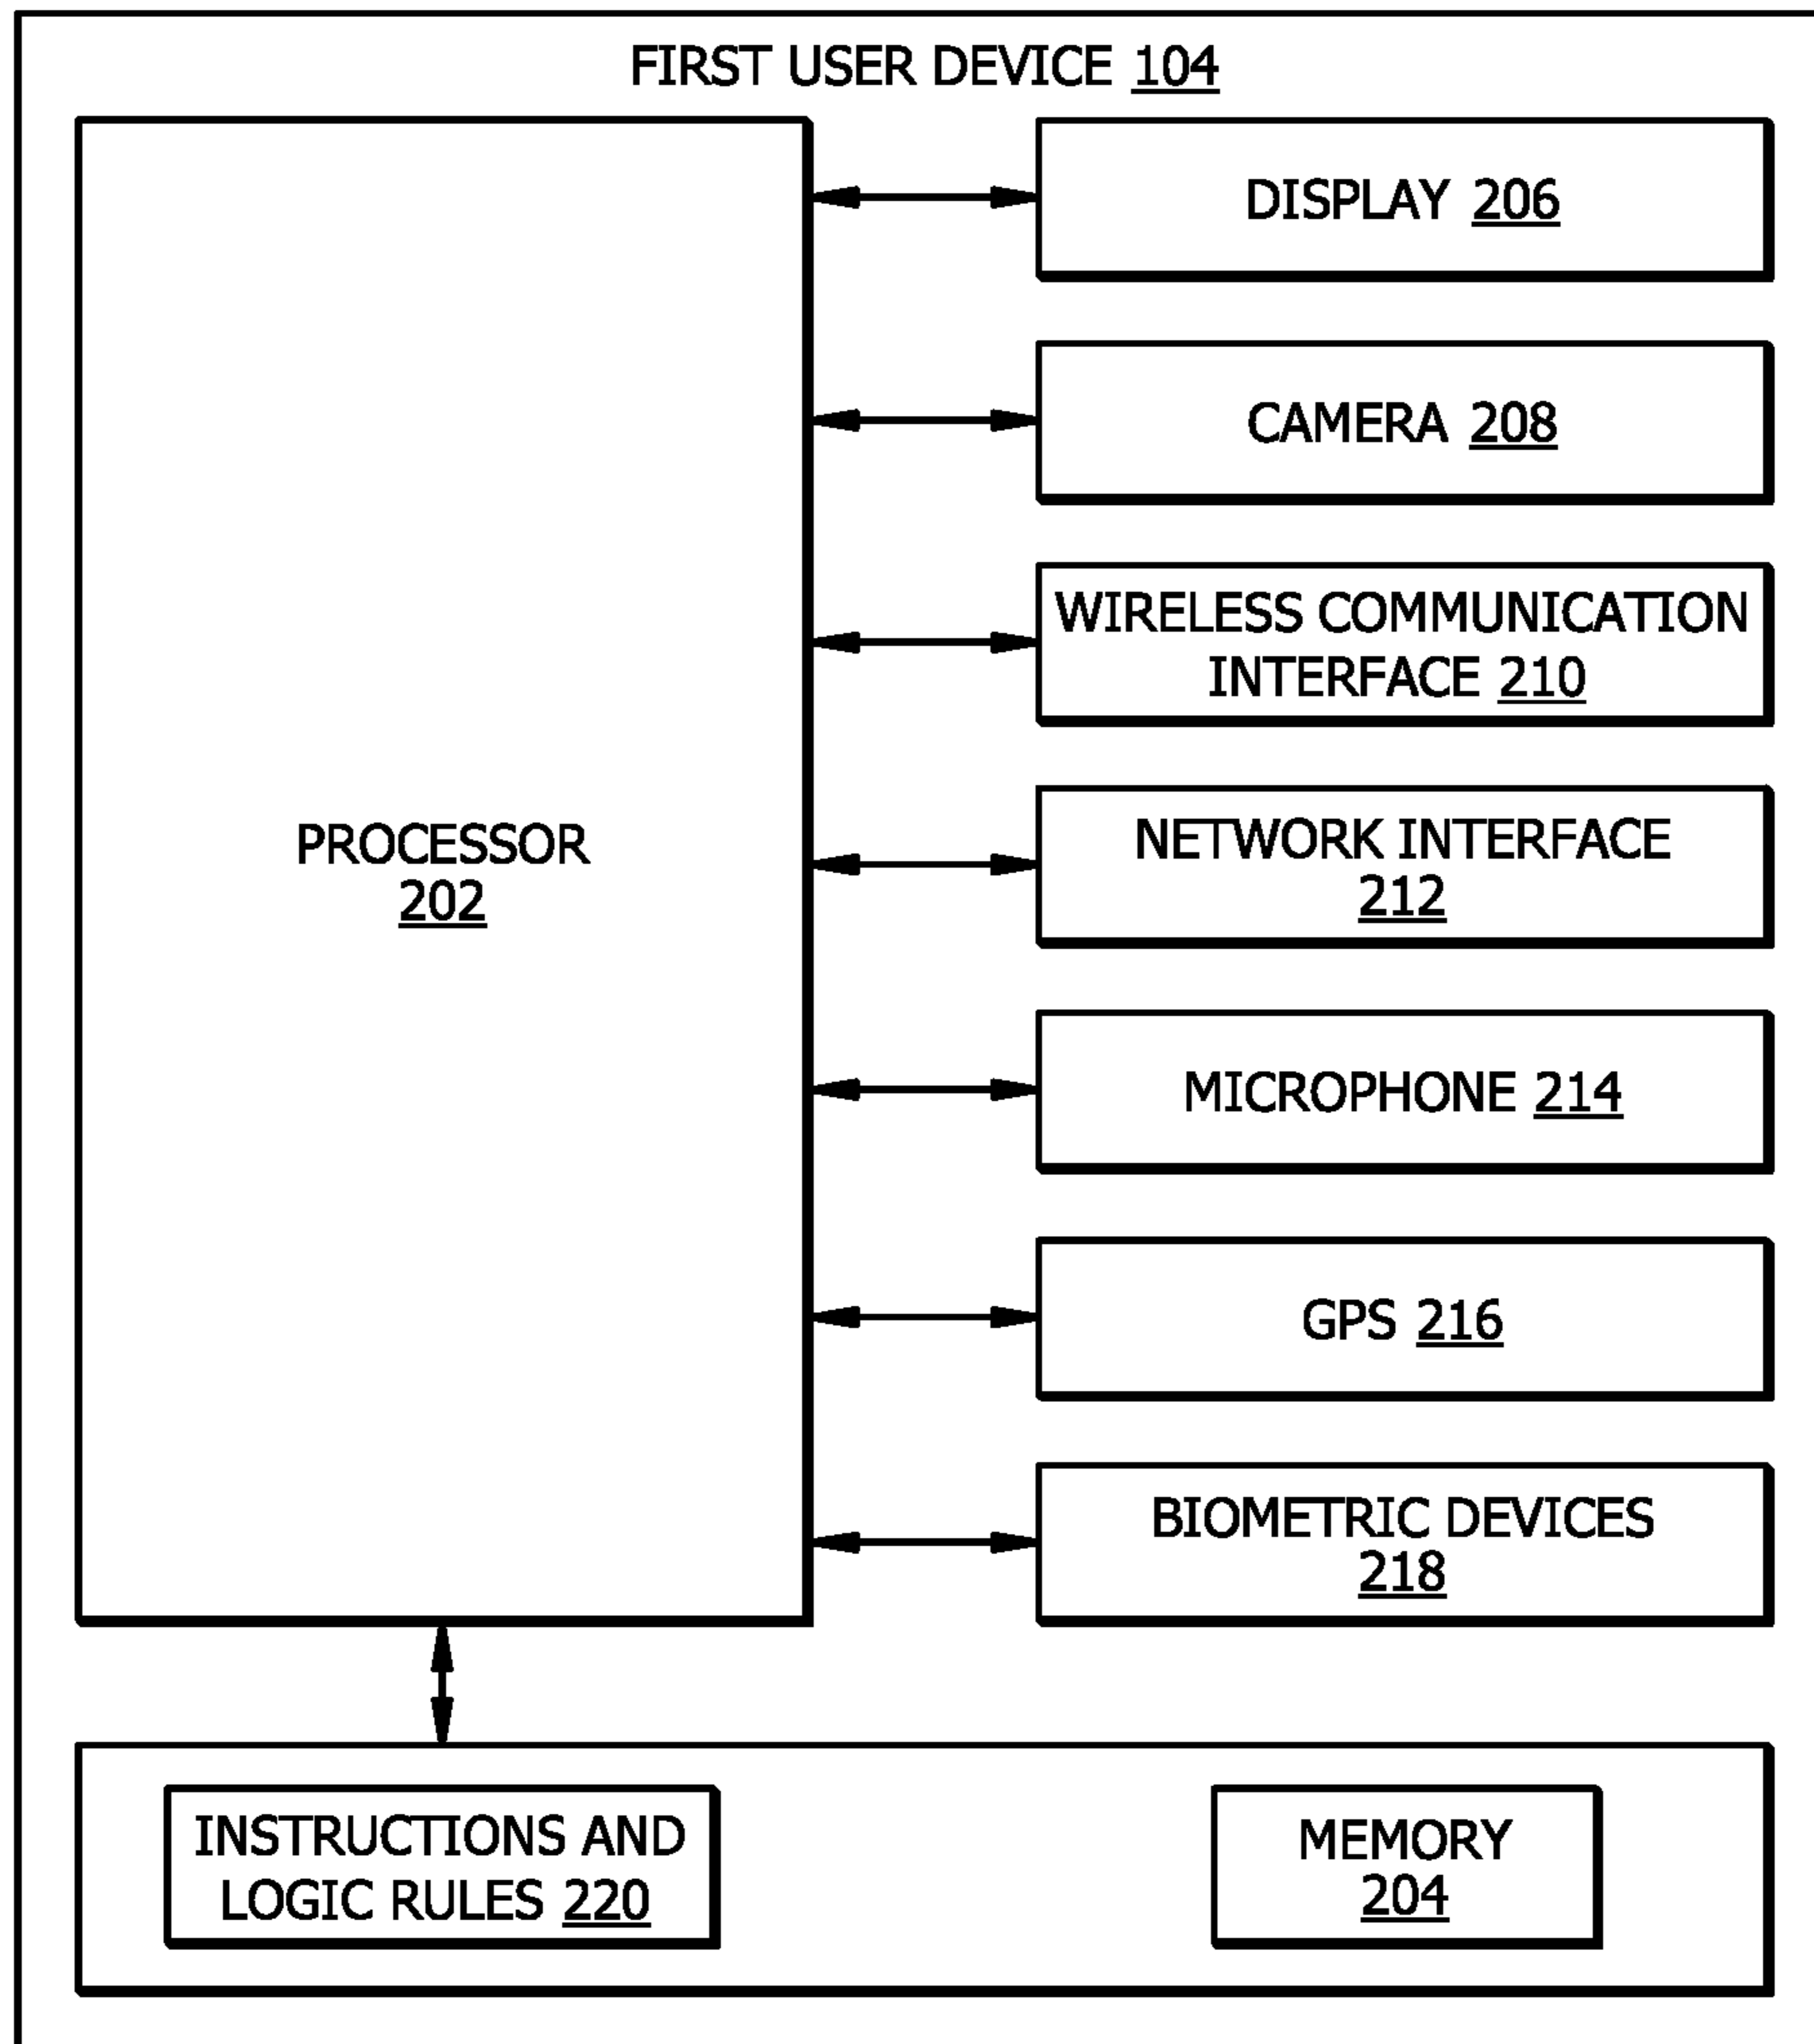 FIRST USER DEVICE 104
PROCESSOR
202
DISPLAY 206
CAMERA 208
WIRELESS COMMUNICATION
INTERFACE 210
NETWORK INTERFACE
212
MICROPHONE 214
GPS 216
BIOMETRIC DEVICES
218
INSTRUCTIONS AND
LOGIC RULES 220
MEMORY
204